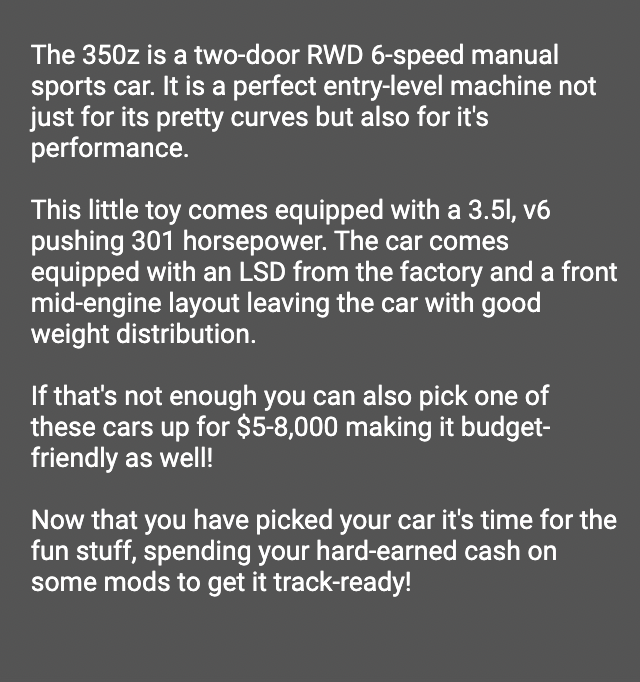 The 350z is a two-door RWD 6-speed manual
sports car. It is a perfect entry-level machine not
just for its pretty curves but also for it's
performance.
This little toy comes equipped with a 3.5l, v6
pushing 301 horsepower. The car comes
equipped with an LSD from the factory and a front
mid-engine layout leaving the car with good
weight distribution.
If that's not enough you can also pick one of
these cars up for $5-8,000 making it budget-
friendly as well!
Now that you have picked your car it's time for the
fun stuff, spending your hard-earned cash on
some mods to get it track-ready!